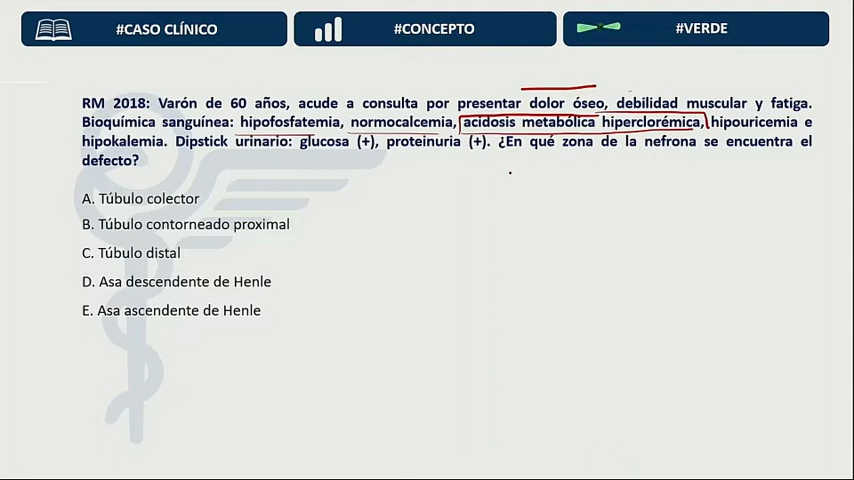 #CASO CLÍNICO
#CONCEPTO
#VERDE
RM 2018: Varón de 60 años, acude a consulta por presentar dolor óseo, debilidad muscular y fatiga.
Bioquímica sanguínea: hipofosfatemia, normocalcemia, acidosis metabólica hiperclorémica, hipouricemia e
hipokalemia. Dipstick urinario: glucosa (+), proteinuria (+). ¿En qué zona de la nefrona se encuentra el
defecto?
A. Túbulo colector
B. Túbulo contorneado proximal
C. Túbulo distal
D. Asa descendente de Henle
E. Asa ascendente de Henle